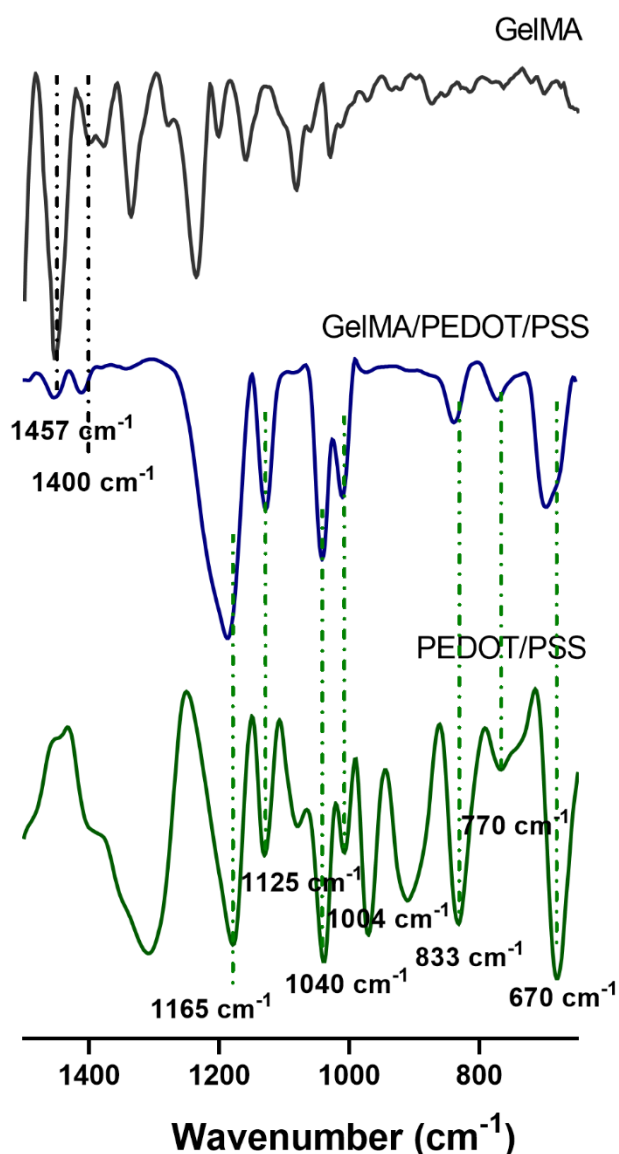 GelMA
GelMA/PEDOT/PSS
1457 cm⁻¹
1400 cm⁻¹
PEDOT/PSS
770 cm⁻¹
1125 cm⁻¹
1004 cm⁻¹
833 cm⁻¹
1040 cm⁻¹
670 cm⁻¹
1165 cm⁻¹
1400 1200 1000 800
Wavenumber (cm⁻¹)